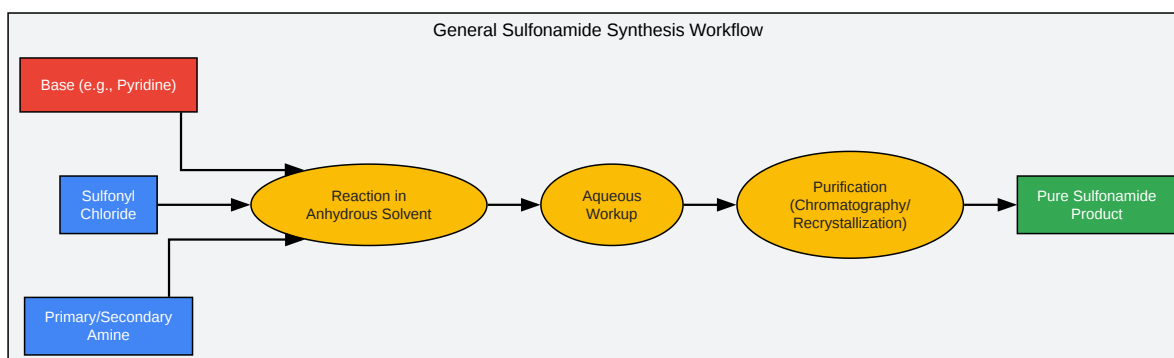 General Sulfonamide Synthesis Workflow
Base (e.g., Pyridine)
Sulfonyl
Chloride
Primary/Secondary
Amine
Reaction in
Anhydrous Solvent
Aqueous
Workup
Purification
(Chromatography/
Recrystallization)
Pure Sulfonamide
Product